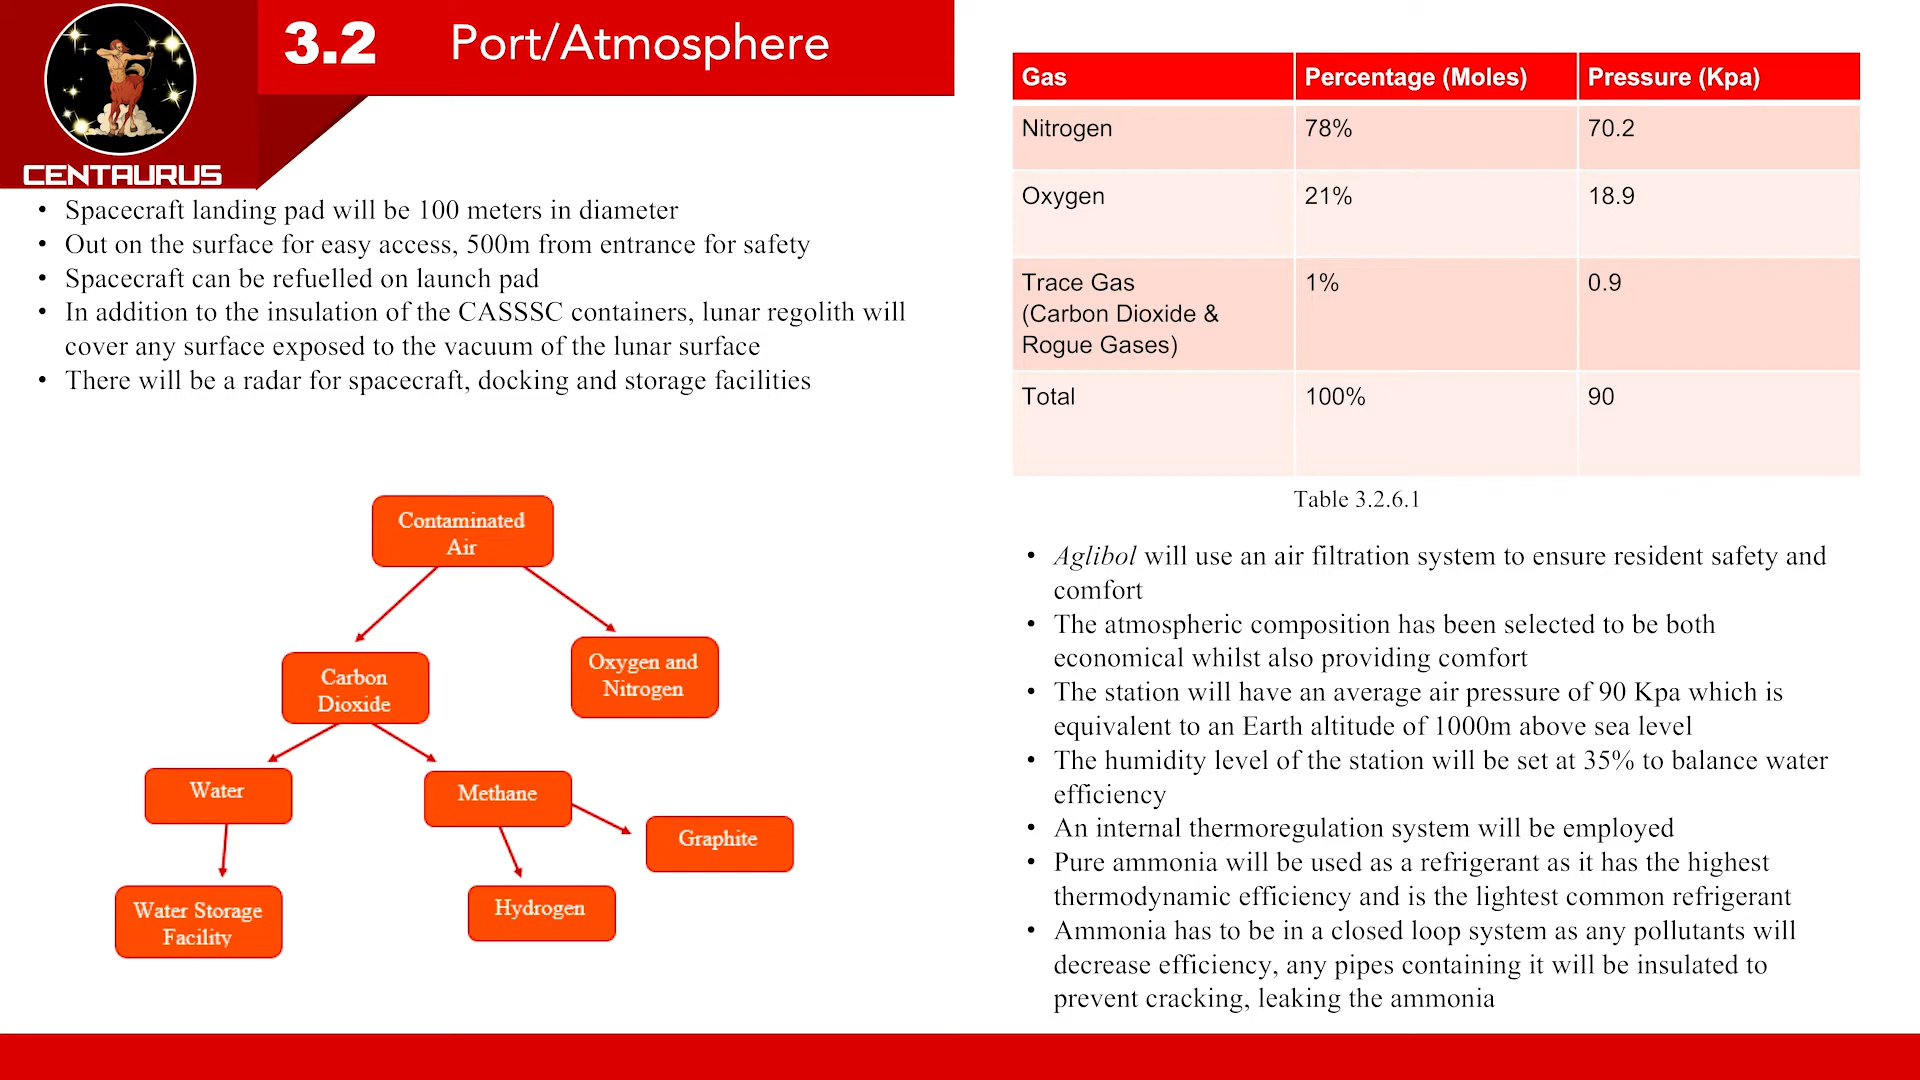 3.2 Port/Atmosphere
CENTAURUS
• Spacecraft landing pad will be 100 meters in diameter
• Out on the surface for easy access, 500m from entrance for safety
• Spacecraft can be refuelled on launch pad
• In addition to the insulation of the CASSSC containers, lunar regolith will
cover any surface exposed to the vacuum of the lunar surface
• There will be a radar for spacecraft, docking and storage facilities
Contaminated
Air
Carbon
Dioxide
Oxygen and
Nitrogen
Water
Methane
Graphite
Water Storage
Facility
Hydrogen
Gas Percentage (Moles) Pressure (Kpa)
Nitrogen 78% 70.2
Oxygen 21% 18.9
Trace Gas 1% 0.9
(Carbon Dioxide &
Rogue Gases)
Total 100% 90
Table 3.2.6.1
• Aglibol will use an air filtration system to ensure resident safety and
comfort
• The atmospheric composition has been selected to be both
economical whilst also providing comfort
• The station will have an average air pressure of 90 Kpa which is
equivalent to an Earth altitude of 1000m above sea level
• The humidity level of the station will be set at 35% to balance water
efficiency
• An internal thermoregulation system will be employed
• Pure ammonia will be used as a refrigerant as it has the highest
thermodynamic efficiency and is the lightest common refrigerant
• Ammonia has to be in a closed loop system as any pollutants will
decrease efficiency, any pipes containing it will be insulated to
prevent cracking, leaking the ammonia